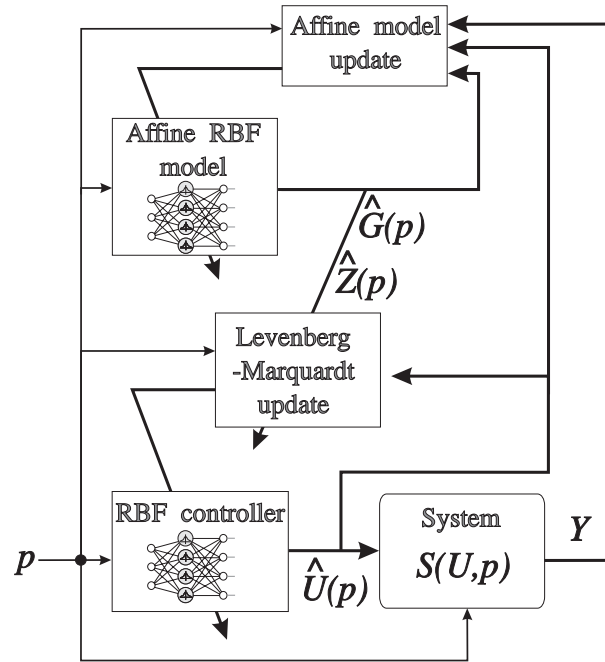 Affine model
update
Affine RBF
model
Ĝ(p)
Ẑ(p)
Levenberg
-Marquardt
update
RBF controller
System
Y
p
Û(p)
S(U,p)